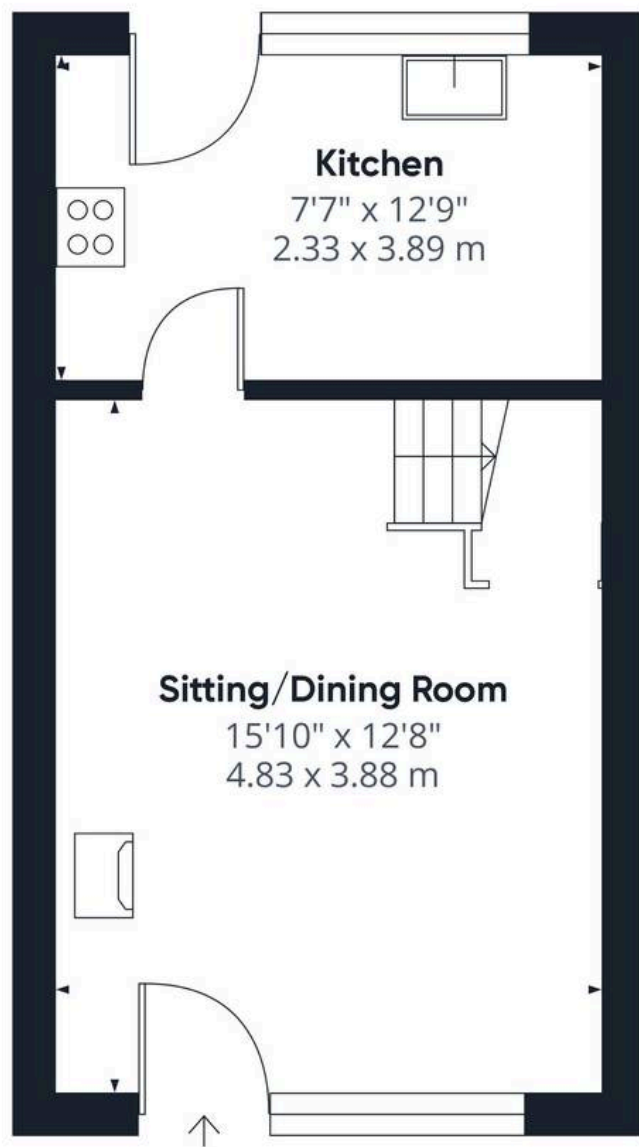 Kitchen
7'7" x 12'9"
2.33 x 3.89 m
Sitting/Dining Room
15'10" x 12'8"
4.83 x 3.88 m